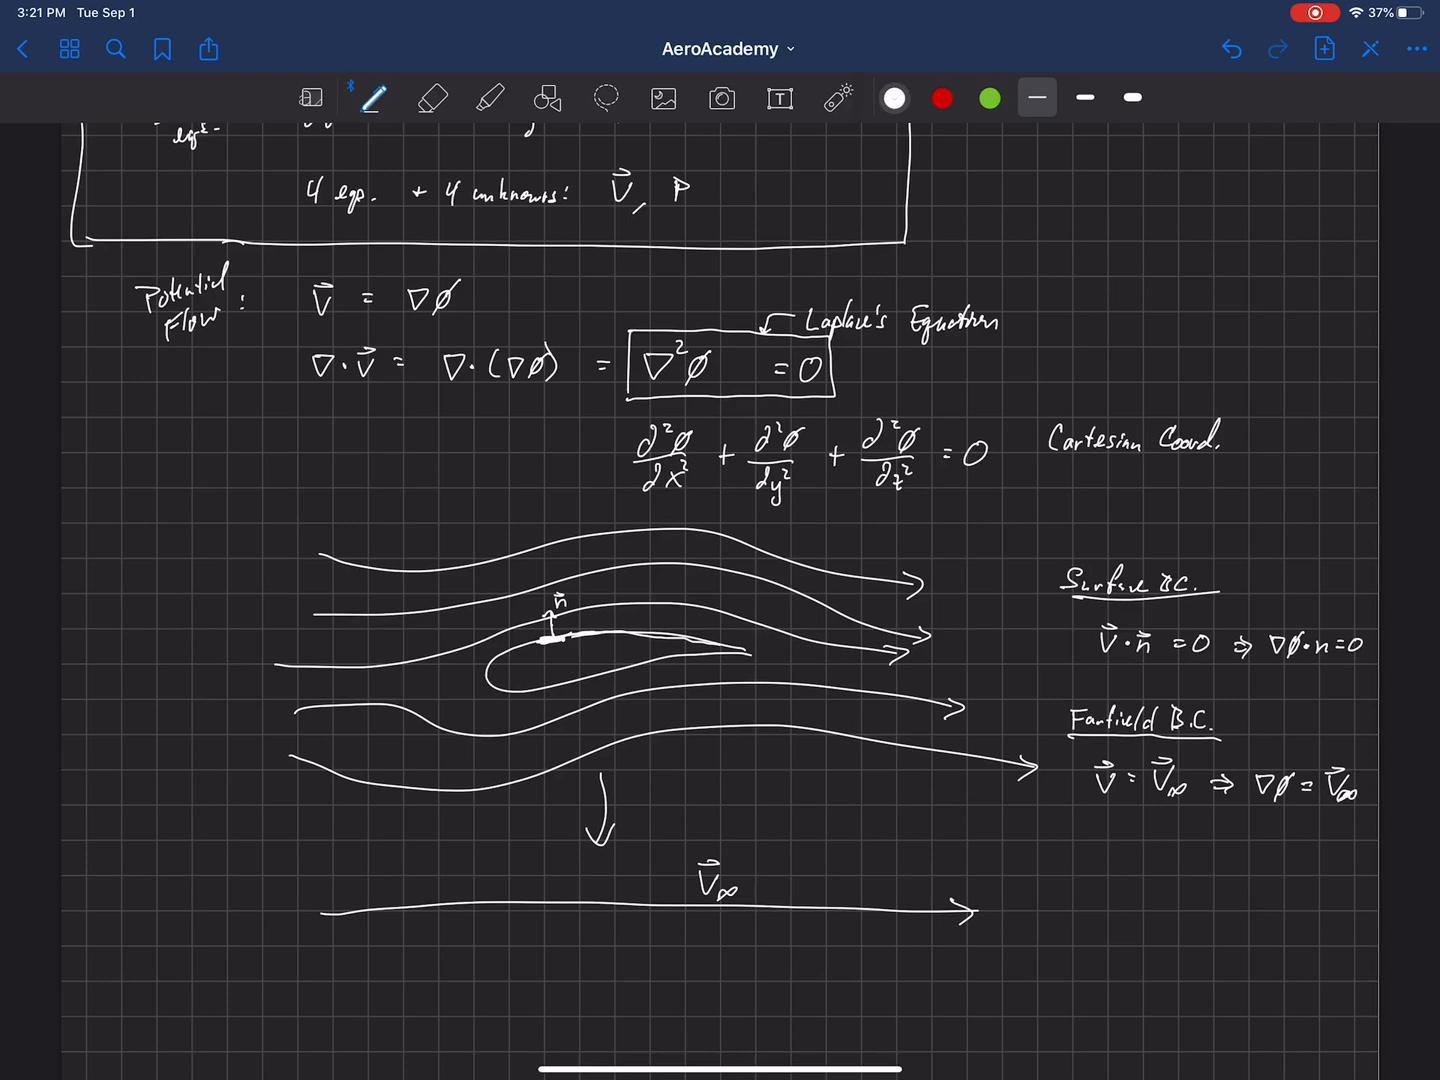 3:21 PM Tue Sep 1
37%
AeroAcademy
T
eqs.
4 eqs. + 4 unknowns: V⃗, P
Potential Flow: V⃗ = ∇φ
Laplace's Equation
∇·V⃗ = ∇·(∇φ) = ∇²φ = 0
∂²φ/∂x² + ∂²φ/∂y² + ∂²φ/∂z² = 0 Cartesian Coord.
Surface B.C.
n⃗
V⃗·n⃗ = 0 ⇒ ∇φ·n=0
Farfield B.C.
V⃗ = V⃗∞ ⇒ ∇φ = V⃗∞
V⃗∞